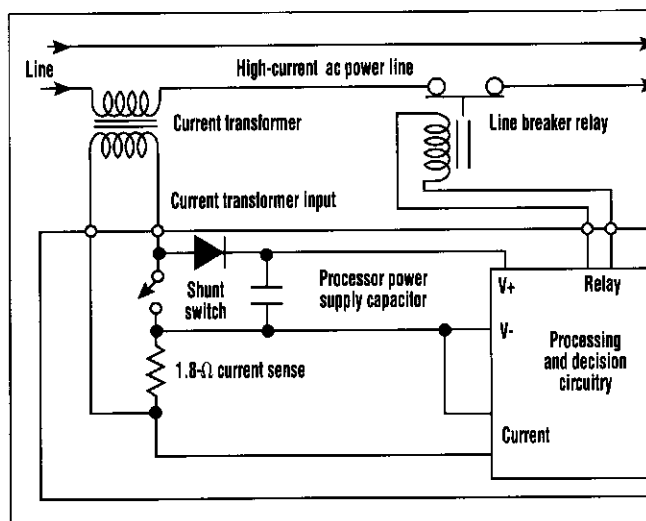 Line
High-current ac power line
Current transformer
Line breaker relay
Current transformer input
Shunt
switch
Processor power
supply capacitor
V+
Relay
V-
Processing
and decision
circuitry
1.8-Ω current sense
Current